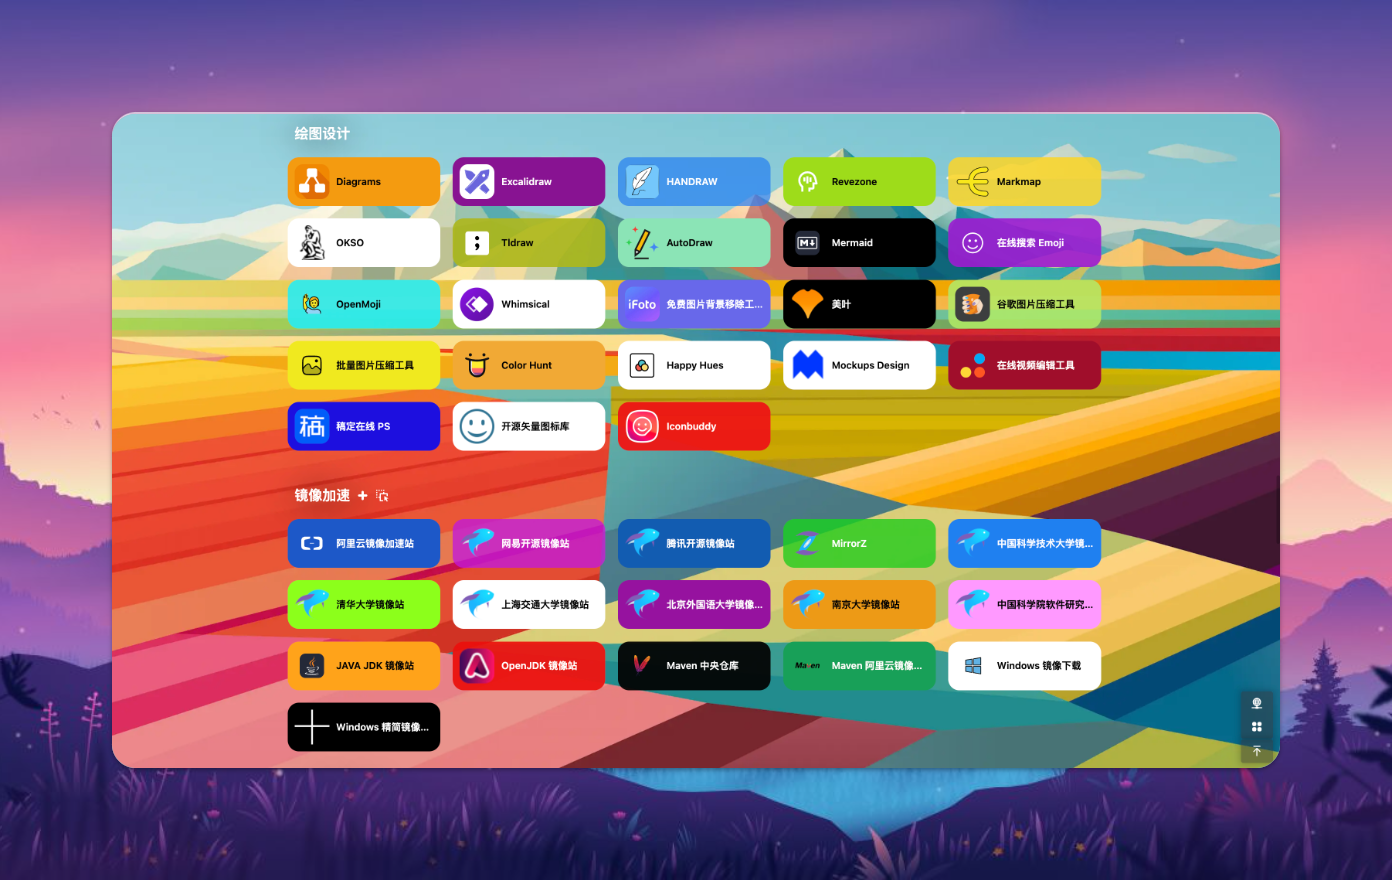 绘图设计
Diagrams
Excalidraw
HANDRAW
Revezone
Markmap
OKSO
Tldraw
AutoDraw
M↓
Mermaid
在线搜索 Emoji
OpenMoji
Whimsical
iFoto
免费图片背景移除工...
美叶
谷歌图片压缩工具
批量图片压缩工具
Color Hunt
Happy Hues
Mockups Design
在线视频编辑工具
稿
稿定在线 PS
开源矢量图标库
Iconbuddy
镜像加速
阿里云镜像加速站
网易开源镜像站
腾讯开源镜像站
MirrorZ
中国科学技术大学镜...
清华大学镜像站
上海交通大学镜像站
北京外国语大学镜像...
南京大学镜像站
中国科学院软件研究...
JAVA JDK 镜像站
OpenJDK 镜像站
Maven 中央仓库
Maven
Maven 阿里云镜像...
Windows 镜像下载
Windows 精简镜像...